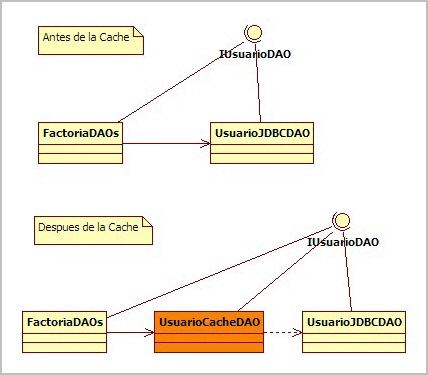 Antes de la Cache
IUsuarioDAO
FactoriaDAOs
UsuarioJDBCDAO
Despues de la Cache
IUsuarioDAO
FactoriaDAOs
UsuarioCacheDAO
UsuarioJDBCDAO